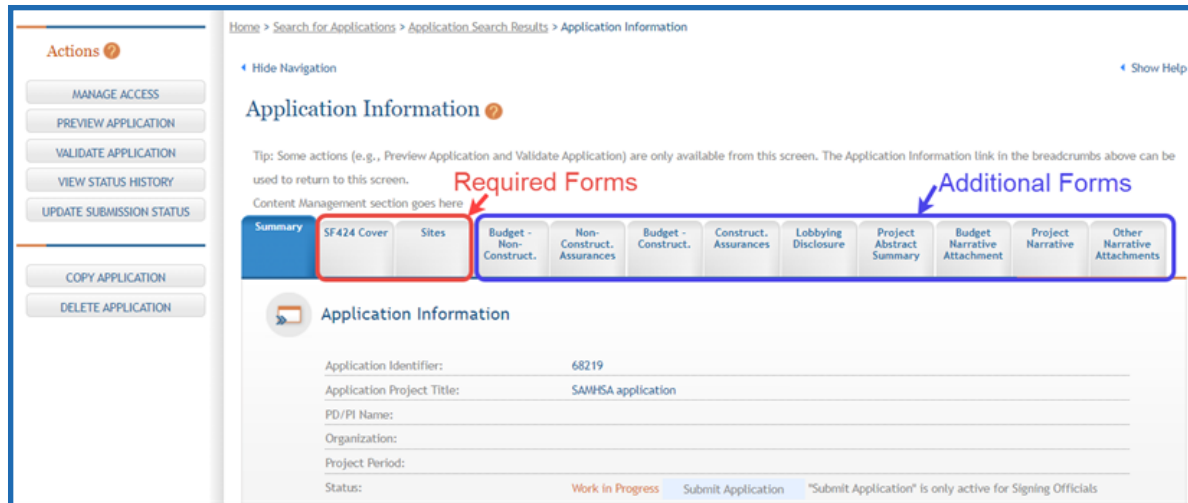 Home > Search for Applications > Application Search Results > Application Information
Actions ?
Hide Navigation
Show Help
MANAGE ACCESS
PREVIEW APPLICATION
VALIDATE APPLICATION
VIEW STATUS HISTORY
UPDATE SUBMISSION STATUS
COPY APPLICATION
DELETE APPLICATION
Application Information ?
Tip: Some actions (e.g., Preview Application and Validate Application) are only available from this screen. The Application Information link in the breadcrumbs above can be
used to return to this screen.
Content Management section goes here
Required Forms
Additional Forms
Summary
SF424 Cover
Sites
Budget -
Non-
Construct.
Non-
Construct.
Assurances
Budget -
Construct.
Construct.
Assurances
Lobbying
Disclosure
Project
Abstract
Summary
Budget
Narrative
Attachment
Project
Narrative
Other
Narrative
Attachments
Application Information
Application Identifier: 68219
Application Project Title: SAMHSA application
PD/PI Name:
Organization:
Project Period:
Status: Work in Progress Submit Application "Submit Application" is only active for Signing Officials